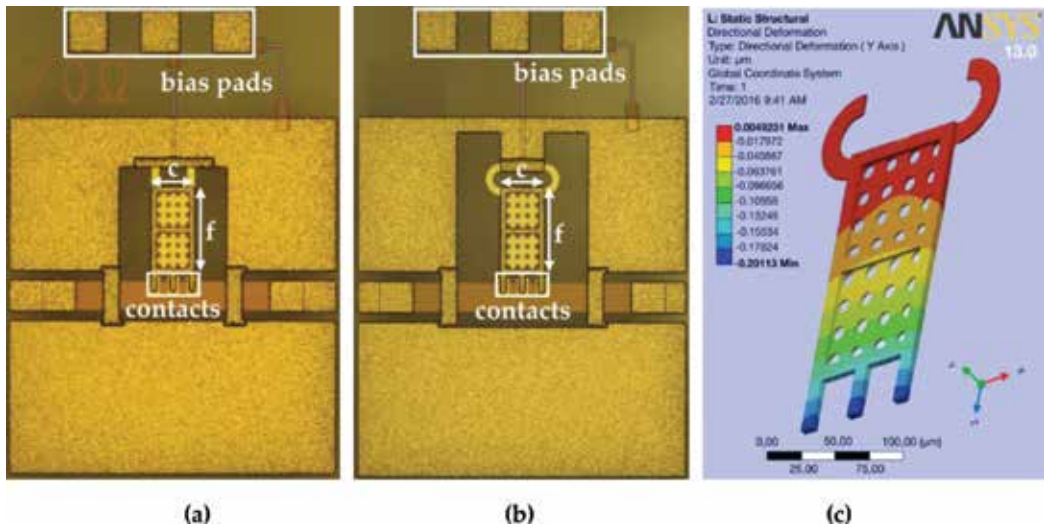 bias pads
c
f
contacts
(a)
bias pads
c
f
contacts
(b)
L: Static Structural
Directional Deformation
Type: Directional Deformation ( Y Axis )
Unit: μm
Global Coordinate System
Time: 1
2/27/2016 9:41 AM
ANSYS
13.0
0.0049231 Max
-0.017972
-0.040867
-0.063761
-0.086656
-0.10955
-0.13245
-0.15534
-0.17824
-0.20113 Min
0,00
50,00
100,00 (μm)
25,00
75,00
(c)